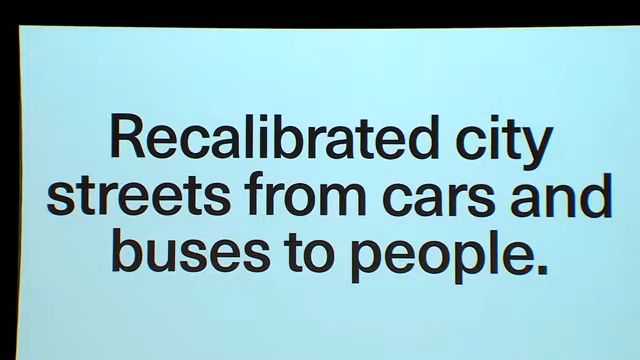 Recalibrated city
streets from cars and
buses to people.